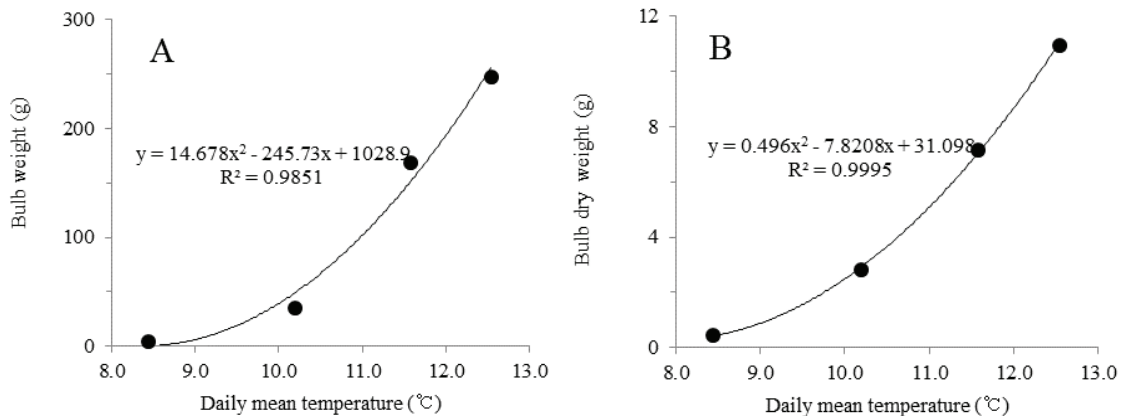 A
Bulb weight (g)
300
200
100
0
y = 14.678x² - 245.73x + 1028.9
R² = 0.9851
8.0 9.0 10.0 11.0 12.0 13.0
Daily mean temperature (℃)
B
Bulb dry weight (g)
12
8
4
0
y = 0.496x² - 7.8208x + 31.098
R² = 0.9995
8.0 9.0 10.0 11.0 12.0 13.0
Daily mean temperature (℃)